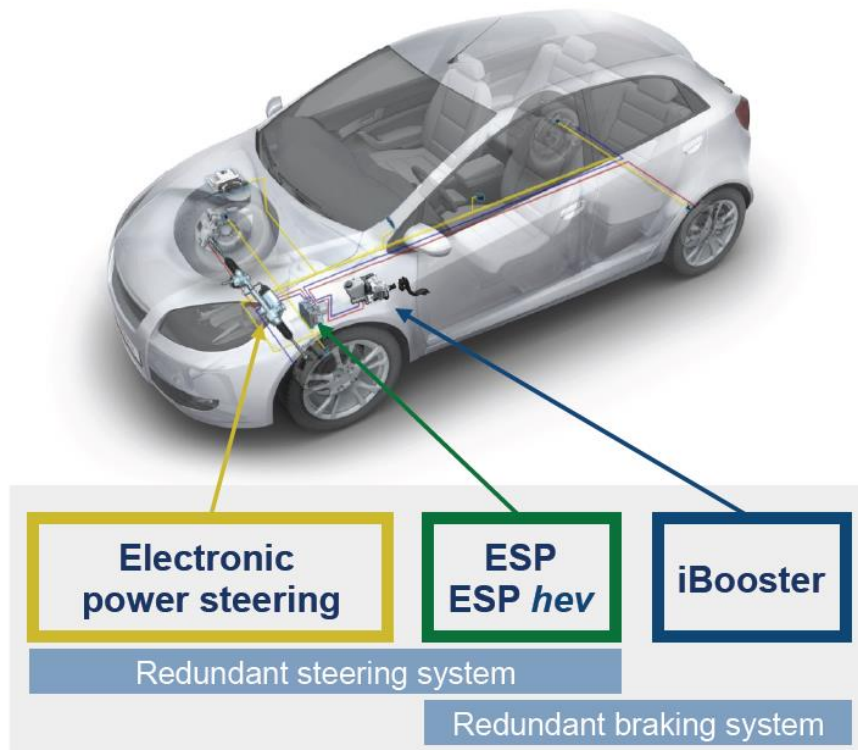 Electronic
power steering
ESP
ESP hev
iBooster
Redundant steering system
Redundant braking system